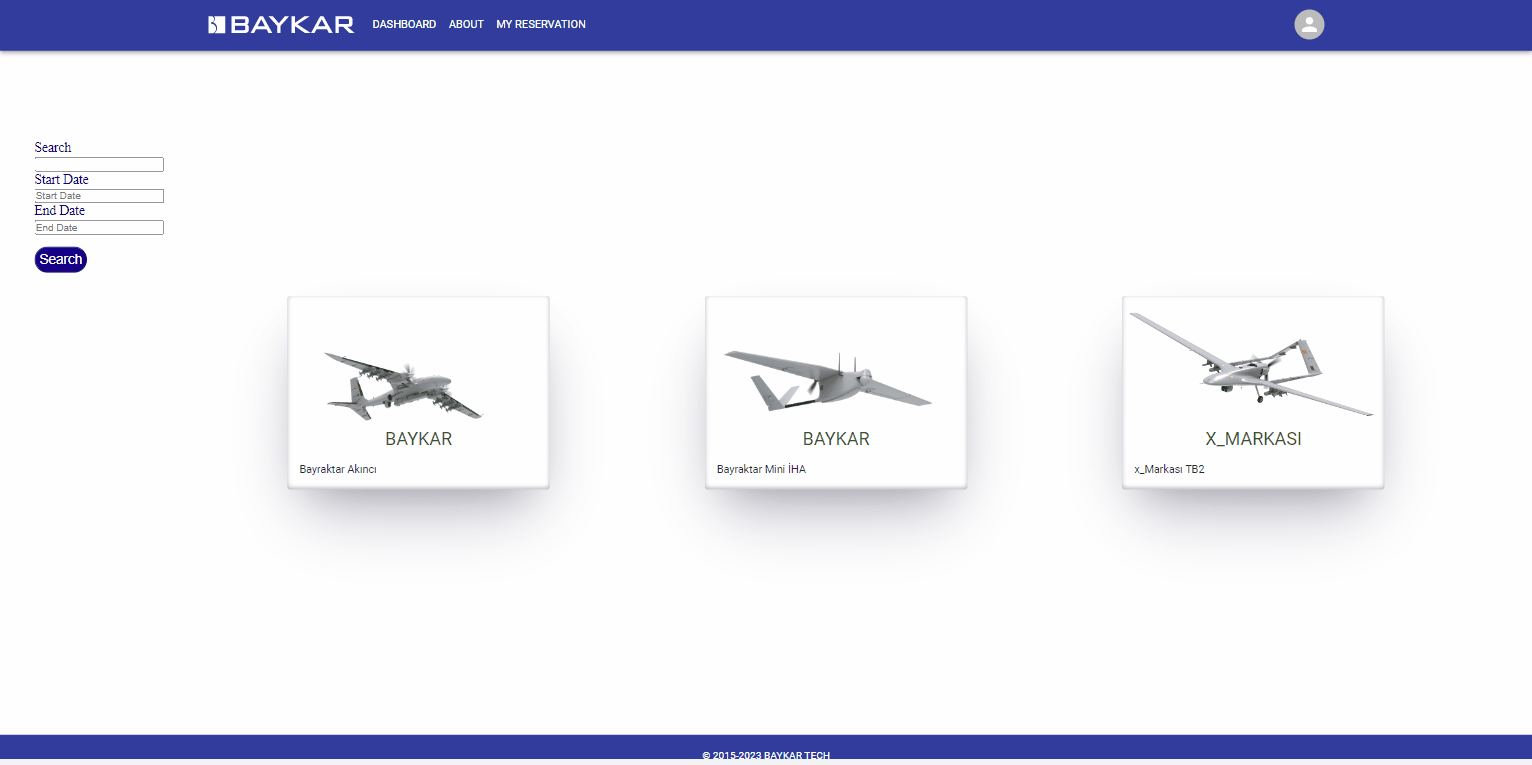 BAYKAR DASHBOARD ABOUT MY RESERVATION
Search
Start Date
Start Date
End Date
End Date
Search
BAYKAR
Bayraktar Akıncı
BAYKAR
Bayraktar Mini İHA
X_MARKASI
x_Markası TB2
© 2015-2023 BAYKAR TECH